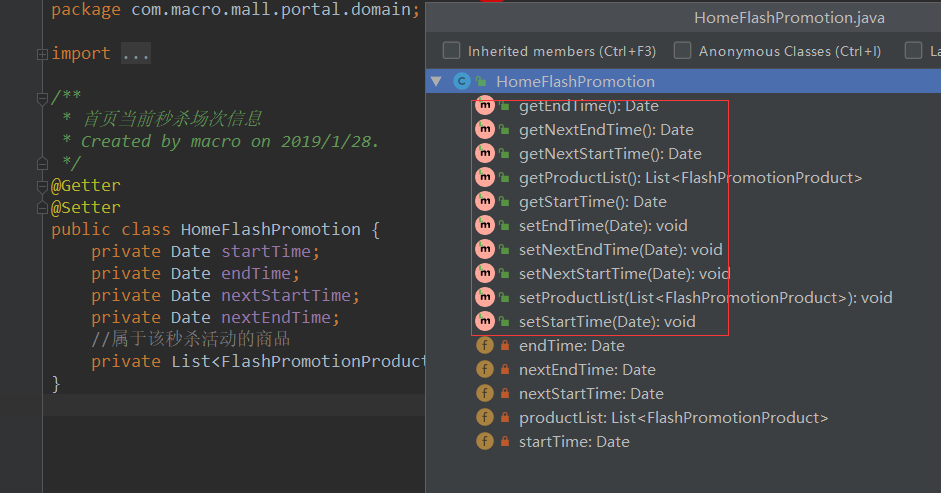 package com.macro.mall.portal.domain;
import ...
/**
* 首页当前秒杀场次信息
* Created by macro on 2019/1/28.
*/
@Getter
@Setter
public class HomeFlashPromotion {
private Date startTime;
private Date endTime;
private Date nextStartTime;
private Date nextEndTime;
//属于该秒杀活动的商品
private List<FlashPromotionProduct
}
HomeFlashPromotion.java
Inherited members (Ctrl+F3) Anonymous Classes (Ctrl+I) La
HomeFlashPromotion
getEndTime(): Date
getNextEndTime(): Date
getNextStartTime(): Date
getProductList(): List<FlashPromotionProduct>
getStartTime(): Date
setEndTime(Date): void
setNextEndTime(Date): void
setNextStartTime(Date): void
setProductList(List<FlashPromotionProduct>): void
setStartTime(Date): void
endTime: Date
nextEndTime: Date
nextStartTime: Date
productList: List<FlashPromotionProduct>
startTime: Date